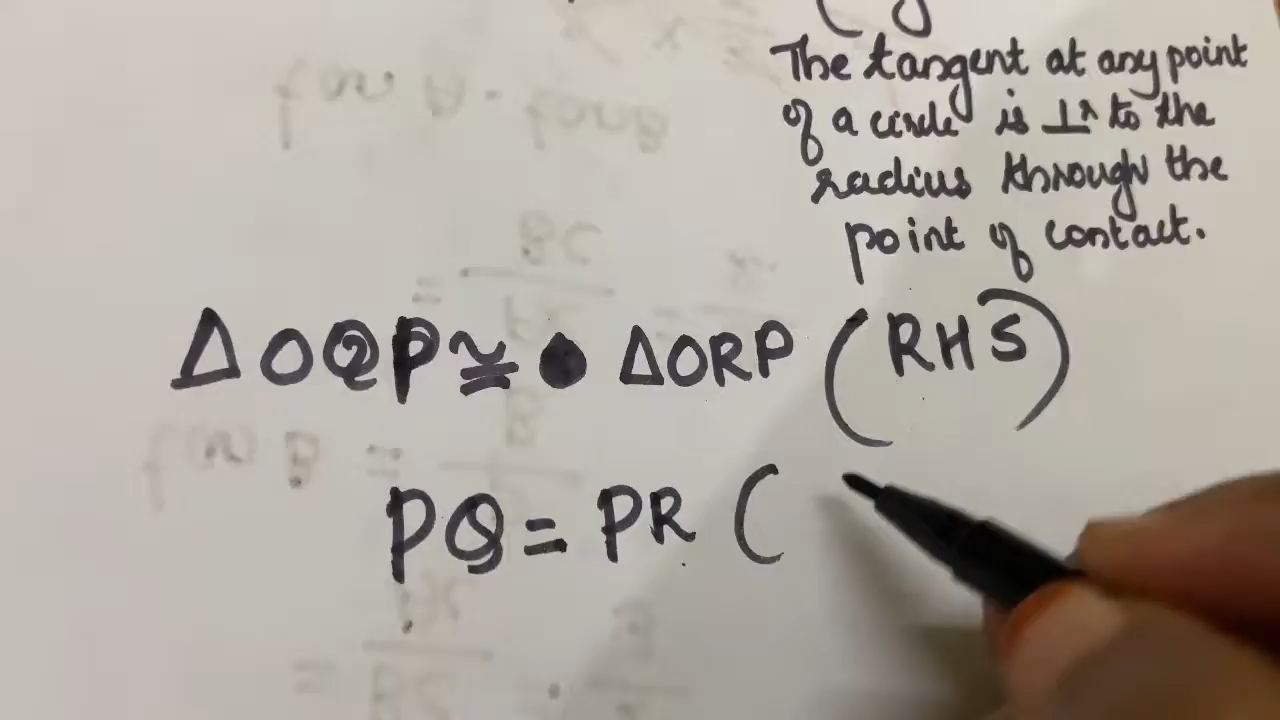 The tangent at any point
of a circle is ⊥r to the
radius through the
point of contact.
Δ OQP ≅ ΔORP (RHS)
PQ = PR (